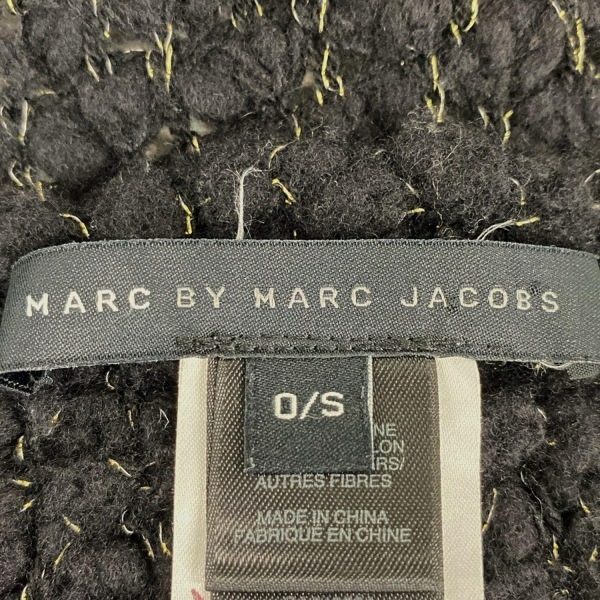 MARC BY MARC JACOBS
O/S
AUTRES FIBRES
MADE IN CHINA
FABRIQUÉ EN CHINE